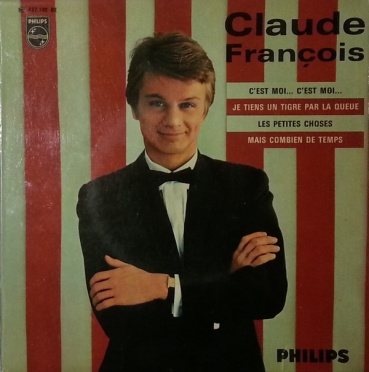 PHILIPS
Claude
François
C'EST MOI... C'EST MOI...
JE TIENS UN TIGRE PAR LA QUEUE
LES PETITES CHOSES
MAIS COMBIEN DE TEMPS
PHILIPS